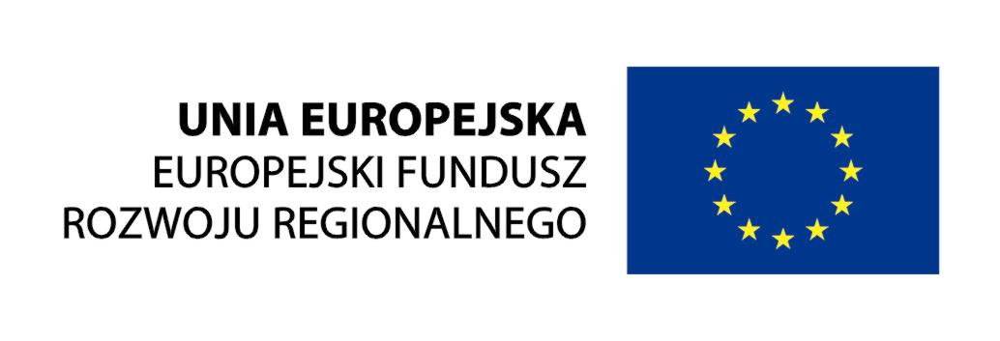 UNIA EUROPEJSKA
EUROPEJSKI FUNDUSZ
ROZWOJU REGIONALNEGO